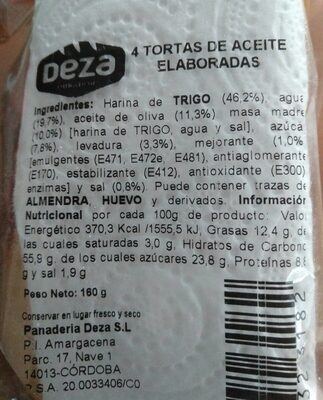 Deza
4 TORTAS DE ACEITE
ELABORADAS
Ingredientes: Harina de TRIGO (46,2%), agua
(19,7%), aceite de oliva (11,3%), masa madre
(10,0%) [harina de TRIGO, agua y sal], azúca
(7,8%), levadura (3,3%), mejorante (1,0%
[emulgentes (E471, E472e, E481), antiaglomerante
(E170), estabilizante (E412), antioxidante (E300)
enzimas] y sal (0,8%). Puede contener trazas de
ALMENDRA, HUEVO y derivados. Información
Nutricional por cada 100g de producto: Valo
Energético 370,3 Kcal /1555,5 kJ, Grasas 12,4 g, de
las cuales saturadas 3,0 g, Hidratos de Carbono
55,9 g, de los cuales azúcares 23,8 g, Proteínas 8,8
g y sal 1,9 g
Peso Neto: 160 g
Conservar en lugar fresco y seco
Panadería Deza S.L
P.I. Amargacena
Parc. 17, Nave 1
14013-CÓRDOBA
R.S.A. 20.0033406/CO